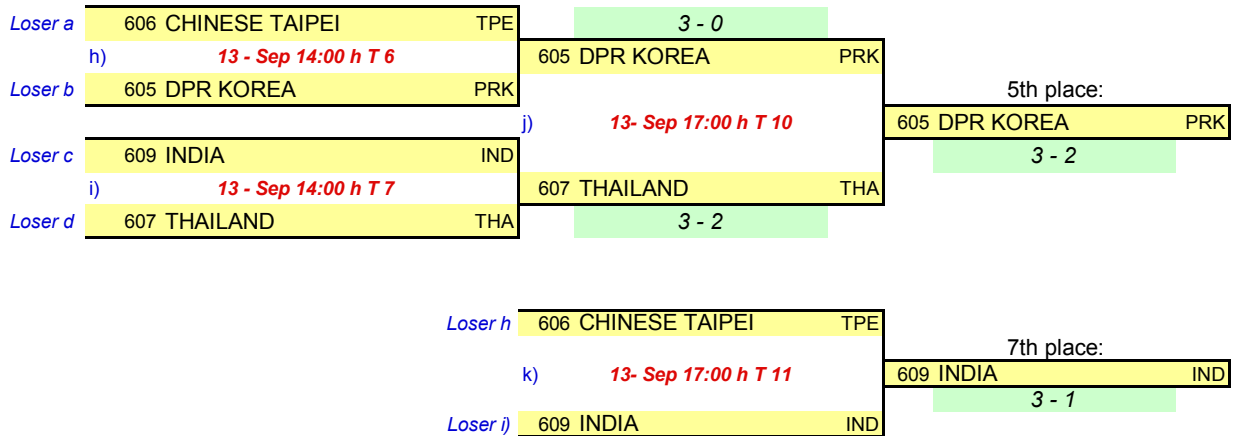 Loser a 606 CHINESE TAIPEI TPE 3 - 0
h) 13 - Sep 14:00 h T 6 605 DPR KOREA PRK
Loser b 605 DPR KOREA PRK 5th place:
j) 13- Sep 17:00 h T 10 605 DPR KOREA PRK
Loser c 609 INDIA IND 3 - 2
i) 13 - Sep 14:00 h T 7 607 THAILAND THA
Loser d 607 THAILAND THA 3 - 2
Loser h 606 CHINESE TAIPEI TPE
7th place:
k) 13- Sep 17:00 h T 11 609 INDIA IND
3 - 1
Loser i) 609 INDIA IND